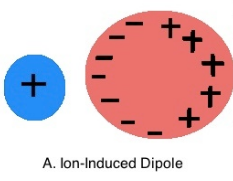 +
− − − − − − − −
+ + + + +
A. Ion-Induced Dipole